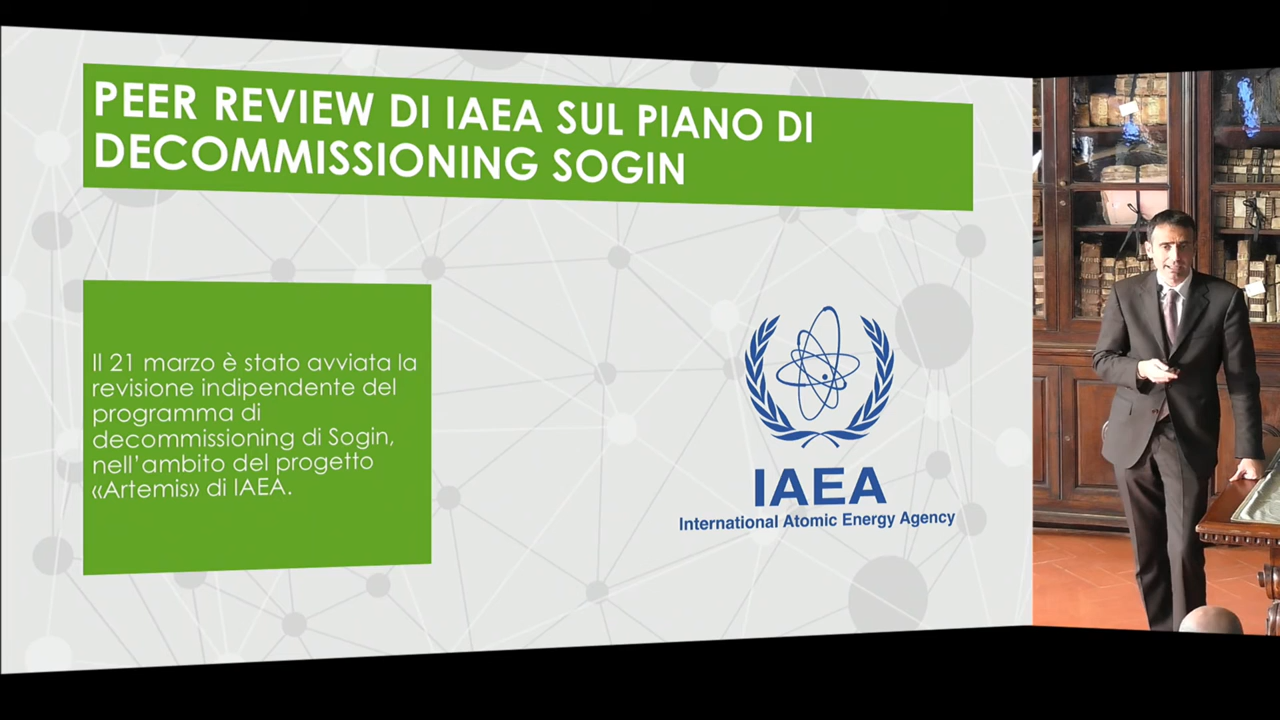 PEER REVIEW DI IAEA SUL PIANO DI
DECOMMISSIONING SOGIN
Il 21 marzo è stato avviata la
revisione indipendente del
programma di
decommissioning di Sogin,
nell'ambito del progetto
«Artemis» di IAEA.
IAEA
International Atomic Energy Agency